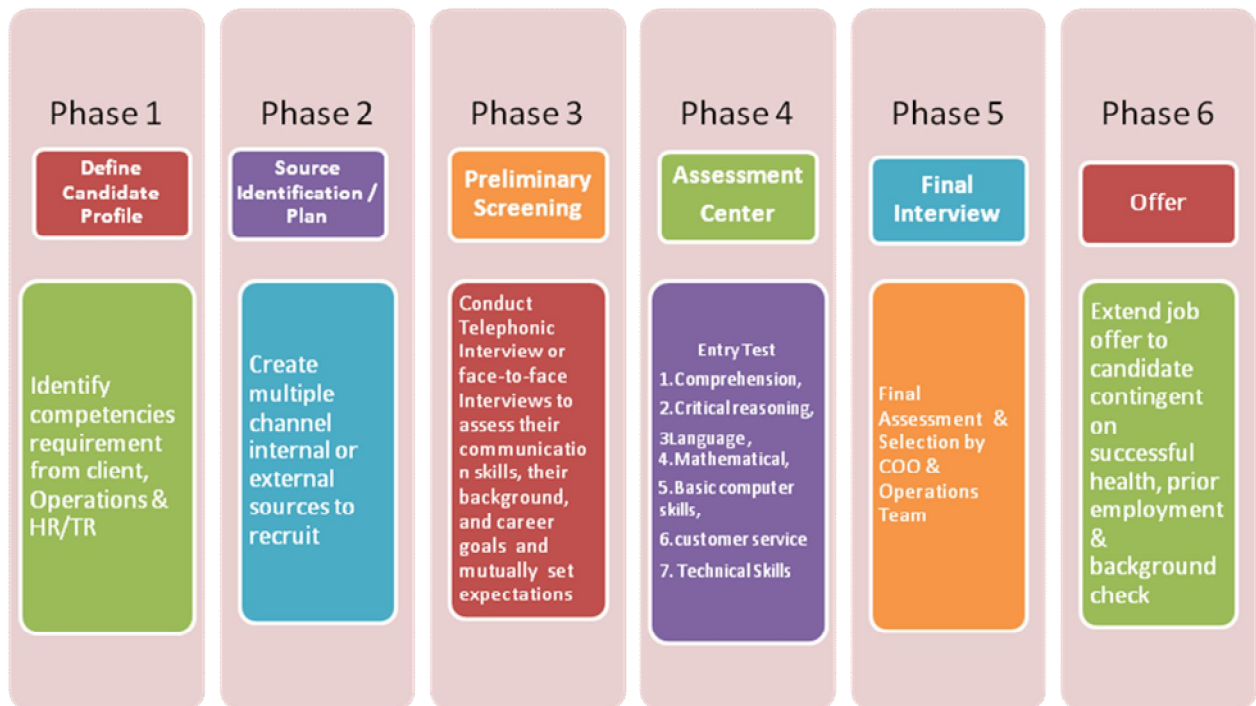 Phase 1
Define
Candidate
Profile
Identify
competencies
requirement
from client,
Operations &
HR/TR
Phase 2
Source
Identification /
Plan
Create
multiple
channel
internal or
external
sources to
recruit
Phase 3
Preliminary
Screening
Conduct
Telephonic
Interview or
face-to-face
Interviews to
assess their
communicatio
n skills, their
background,
and career
goals and
mutually set
expectations
Phase 4
Assessment
Center
Entry Test
1.Comprehension,
2.Critical reasoning,
3Language,
4.Mathematical,
5.Basic computer
skills,
6.customer service
7. Technical Skills
Phase 5
Final
Interview
Final
Assessment &
Selection by
COO &
Operations
Team
Phase 6
Offer
Extend job
offer to
candidate
contingent
on
successful
health, prior
employment
&
background
check